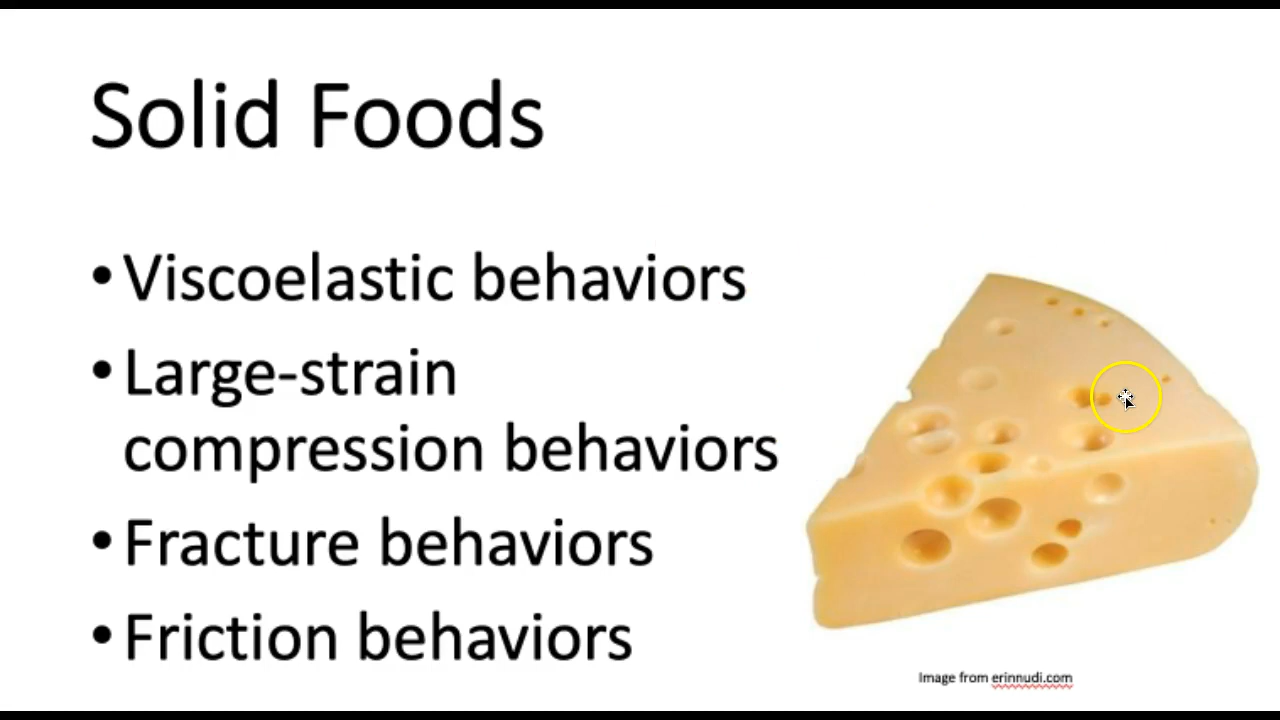 Solid Foods
• Viscoelastic behaviors
• Large-strain
compression behaviors
• Fracture behaviors
• Friction behaviors
Image from erinnudi.com